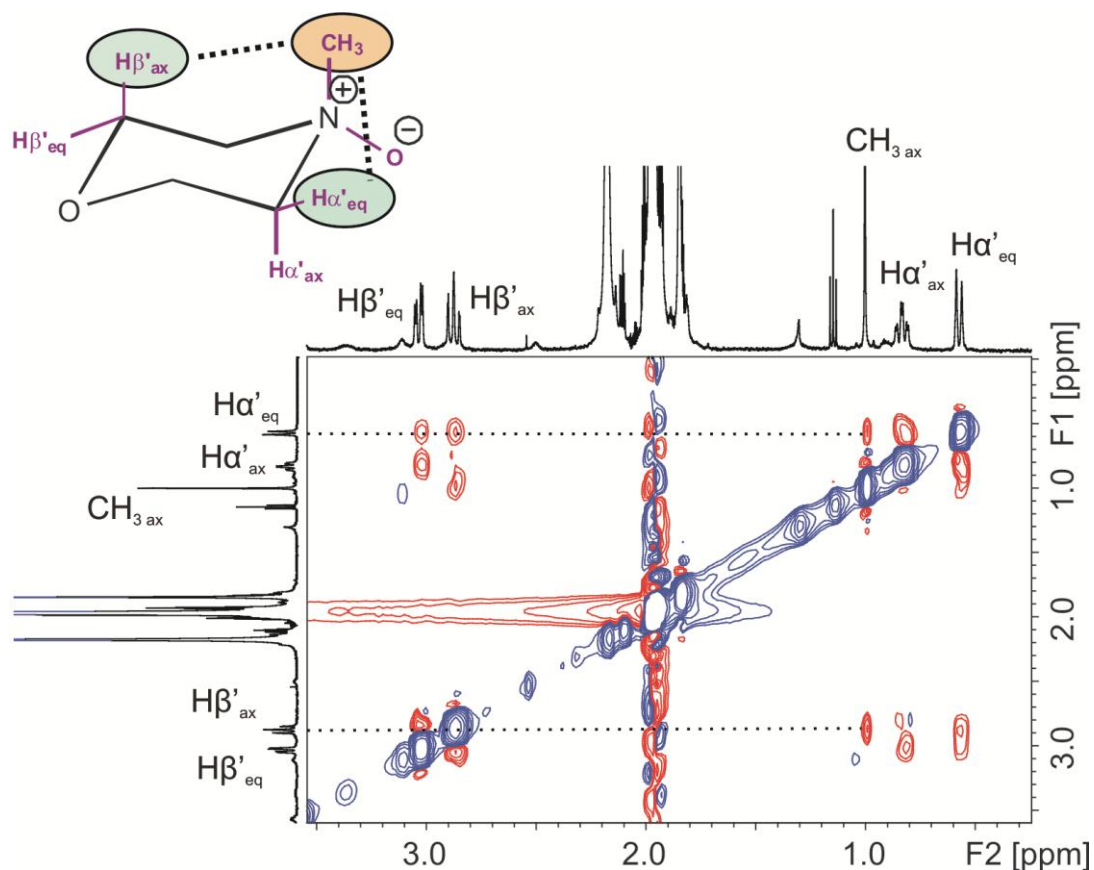 Hβ'ax
CH3
+
N
−
Hβ'eq
O
O
Hα'eq
Hα'ax
CH3 ax
Hα'eq
Hα'ax
Hβ'eq
Hβ'ax
Hα'eq
Hα'ax
CH3 ax
Hβ'ax
Hβ'eq
F1 [ppm]
1.0
2.0
3.0
3.0 2.0 1.0 F2 [ppm]